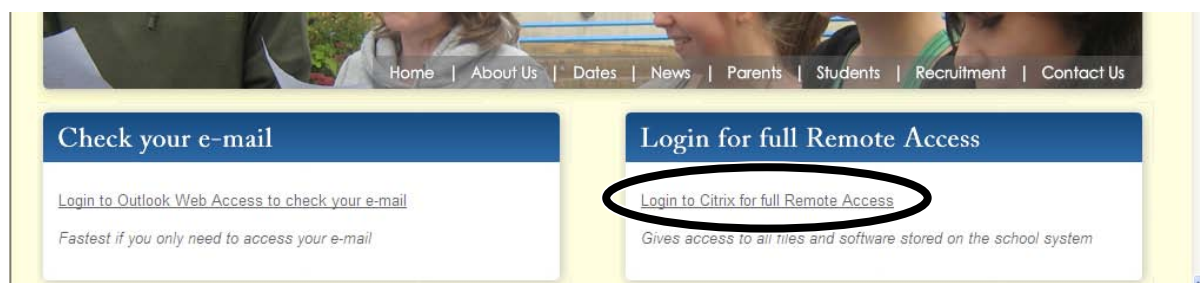 Home | About Us | Dates | News | Parents | Students | Recruitment | Contact Us
Check your e-mail
Login to Outlook Web Access to check your e-mail
Fastest if you only need to access your e-mail
Login for full Remote Access
Login to Citrix for full Remote Access
Gives access to all files and software stored on the school system